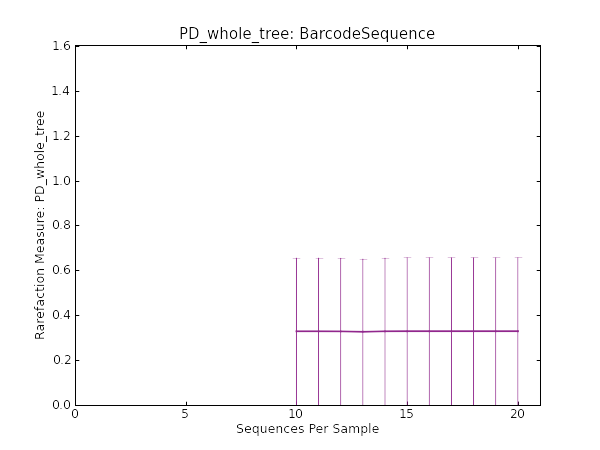 PD_whole_tree: BarcodeSequence
1.6
1.4
1.2
1.0
0.8
0.6
0.4
0.2
0.0
Rarefaction Measure: PD_whole_tree
0 5 10 15 20
Sequences Per Sample